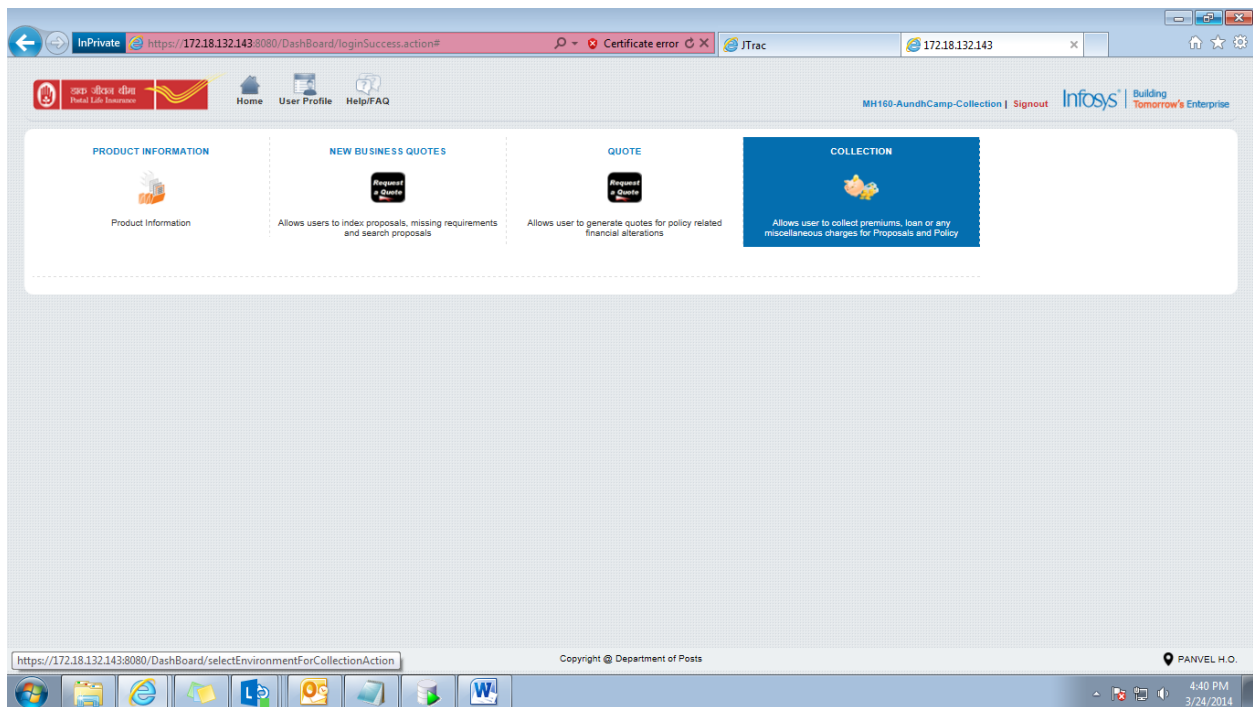 InPrivate
https://172.18.132.143:8080/DashBoard/loginSuccess.action#
Certificate error
JTrac
172.18.132.143
डाक जीवन बीमा
Postal Life Insurance
Home
User Profile
Help/FAQ
MH160-AundhCamp-Collection | Signout
Infosys | Building
Tomorrow's Enterprise
PRODUCT INFORMATION
Product Information
NEW BUSINESS QUOTES
Request
a Quote
Allows users to index proposals, missing requirements
and search proposals
QUOTE
Request
a Quote
Allows user to generate quotes for policy related
financial alterations
COLLECTION
Allows user to collect premiums, loan or any
miscellaneous charges for Proposals and Policy
https://172.18.132.143:8080/DashBoard/selectEnvironmentForCollectionAction
Copyright @ Department of Posts
PANVEL H.O.
4:40 PM
3/24/2014